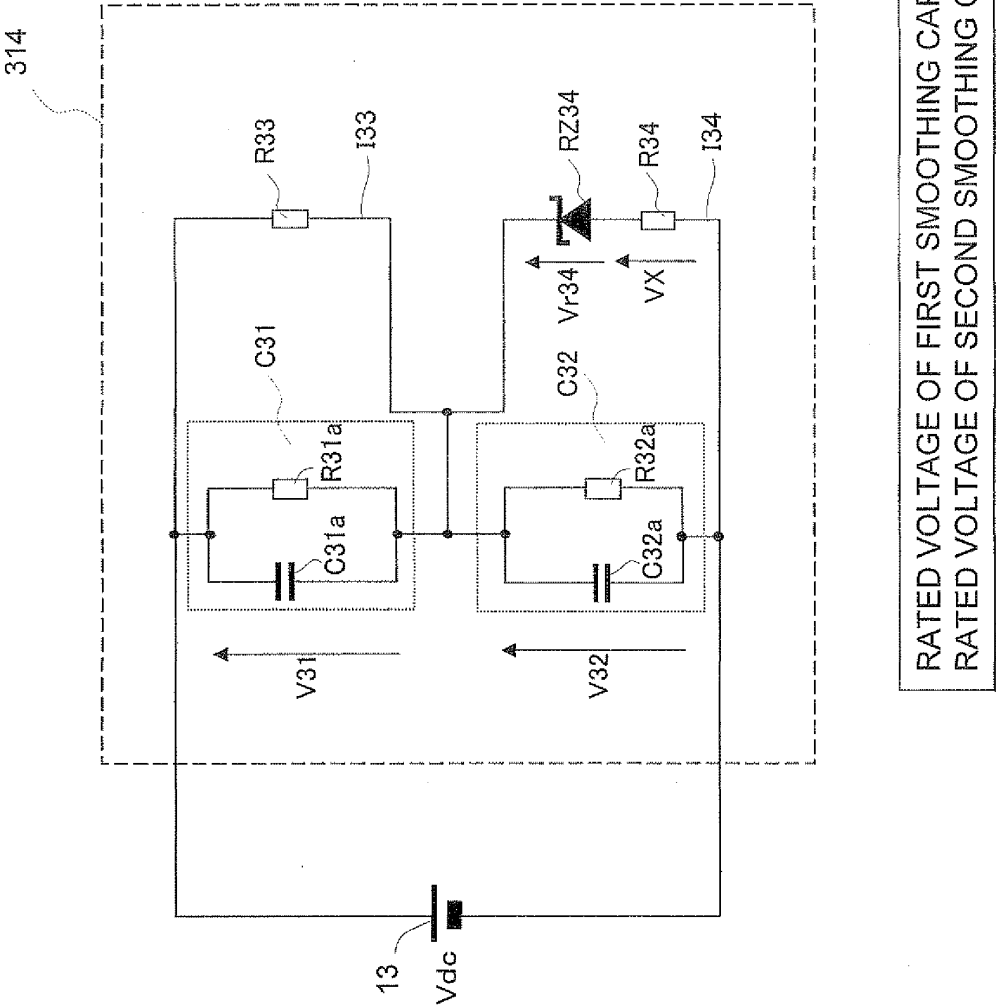 314
R33
I33
RZ34
R34
I34
Vr34
VX
C31
C32
R31a
C31a
R32a
C32a
V31
V32
13
Vdc
RATED VOLTAGE OF FIRST SMOOTHING
RATED VOLTAGE OF SECOND SMOOTHING